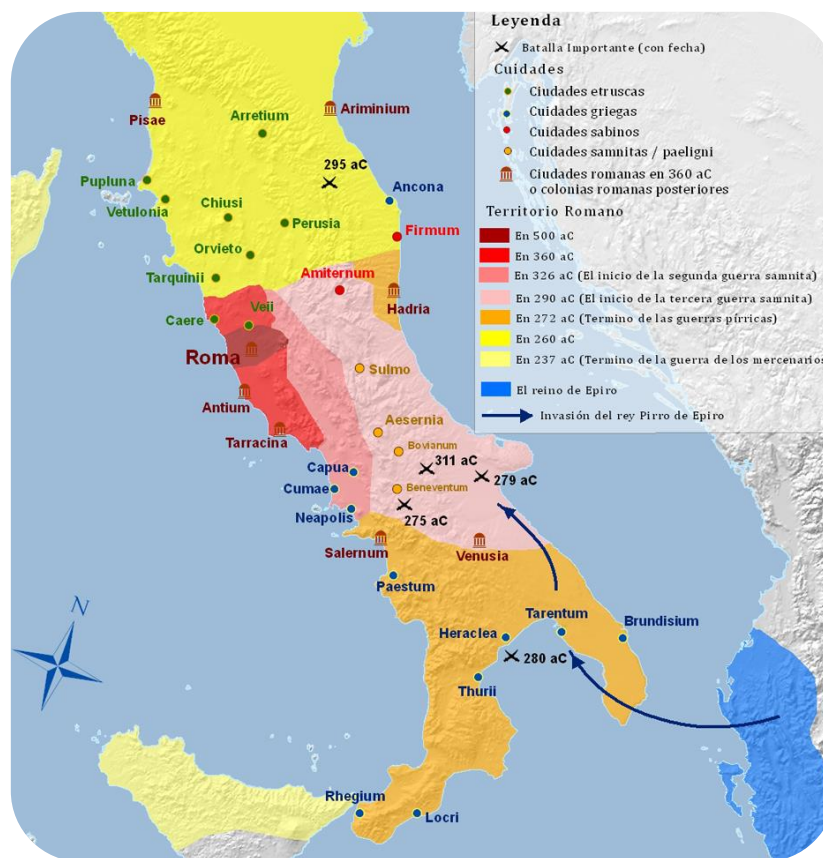 Leyenda
Batalla Importante (con fecha)
Cuidades
Ciudades etruscas
Cuidades griegas
Cuidades sabinos
Cuidades samnitas / paeligni
Ciudades romanas en 360 aC
o colonias romanas posteriores
Territorio Romano
En 500 aC
En 360 aC
En 326 aC (El inicio de la segunda guerra samnita)
En 290 aC (El inicio de la tercera guerra samnita)
En 272 aC (Termino de las guerras pírricas)
En 260 aC
En 237 aC (Termino de la guerra de los mercenarios
El reino de Epiro
Invasión del rey Pirro de Epiro
Pisae
Arretium
Ariminium
295 aC
Pupluna
Vetulonia
Chiusi
Perusia
Ancona
Firmum
Orvieto
Tarquinii
Amiternum
Hadria
Caere
Veii
Roma
Sulmo
Antium
Tarracina
Aesernia
Bovianum
Capua
311 aC
279 aC
Cumae
Beneventum
Neapolis
275 aC
Salernum
Venusia
Paestum
N
Tarentum
Brundisium
Heraclea
280 aC
Thurii
Rhegium
Locri